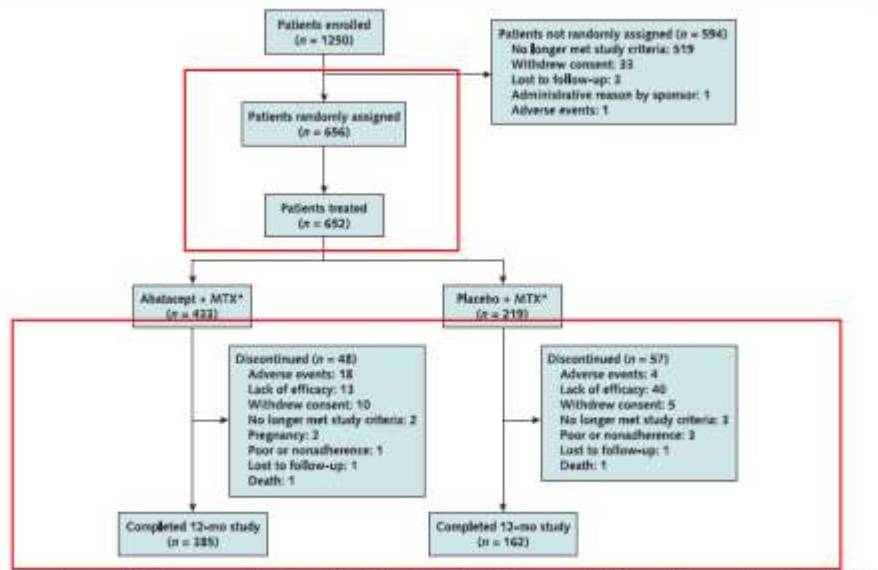 Patients enrolled
(n = 1250)
Patients not randomly assigned (n = 594)
No longer met study criteria: 519
Withdrew consent: 33
Lost to follow-up: 3
Administrative reason by sponsor: 1
Adverse events: 1
Patients randomly assigned
(n = 656)
Patients treated
(n = 652)
Abatacept + MTX*
(n = 433)
Placebo + MTX*
(n = 219)
Discontinued (n = 48)
Adverse events: 18
Lack of efficacy: 13
Withdrew consent: 10
No longer met study criteria: 2
Pregnancy: 2
Poor or nonadherence: 1
Lost to follow-up: 1
Death: 1
Discontinued (n = 57)
Adverse events: 4
Lack of efficacy: 40
Withdrew consent: 5
No longer met study criteria: 3
Poor or nonadherence: 3
Lost to follow-up: 1
Death: 1
Completed 12-mo study
(n = 385)
Completed 12-mo study
(n = 162)